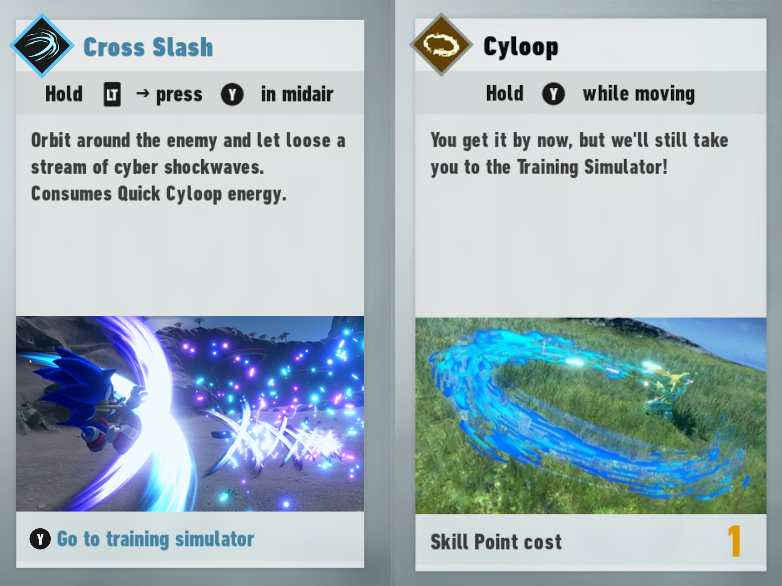 Cross Slash
Hold LT → press Y in midair
Orbit around the enemy and let loose a
stream of cyber shockwaves.
Consumes Quick Cyloop energy.
Y Go to training simulator
Cyloop
Hold Y while moving
You get it by now, but we'll still take
you to the Training Simulator!
Skill Point cost 1